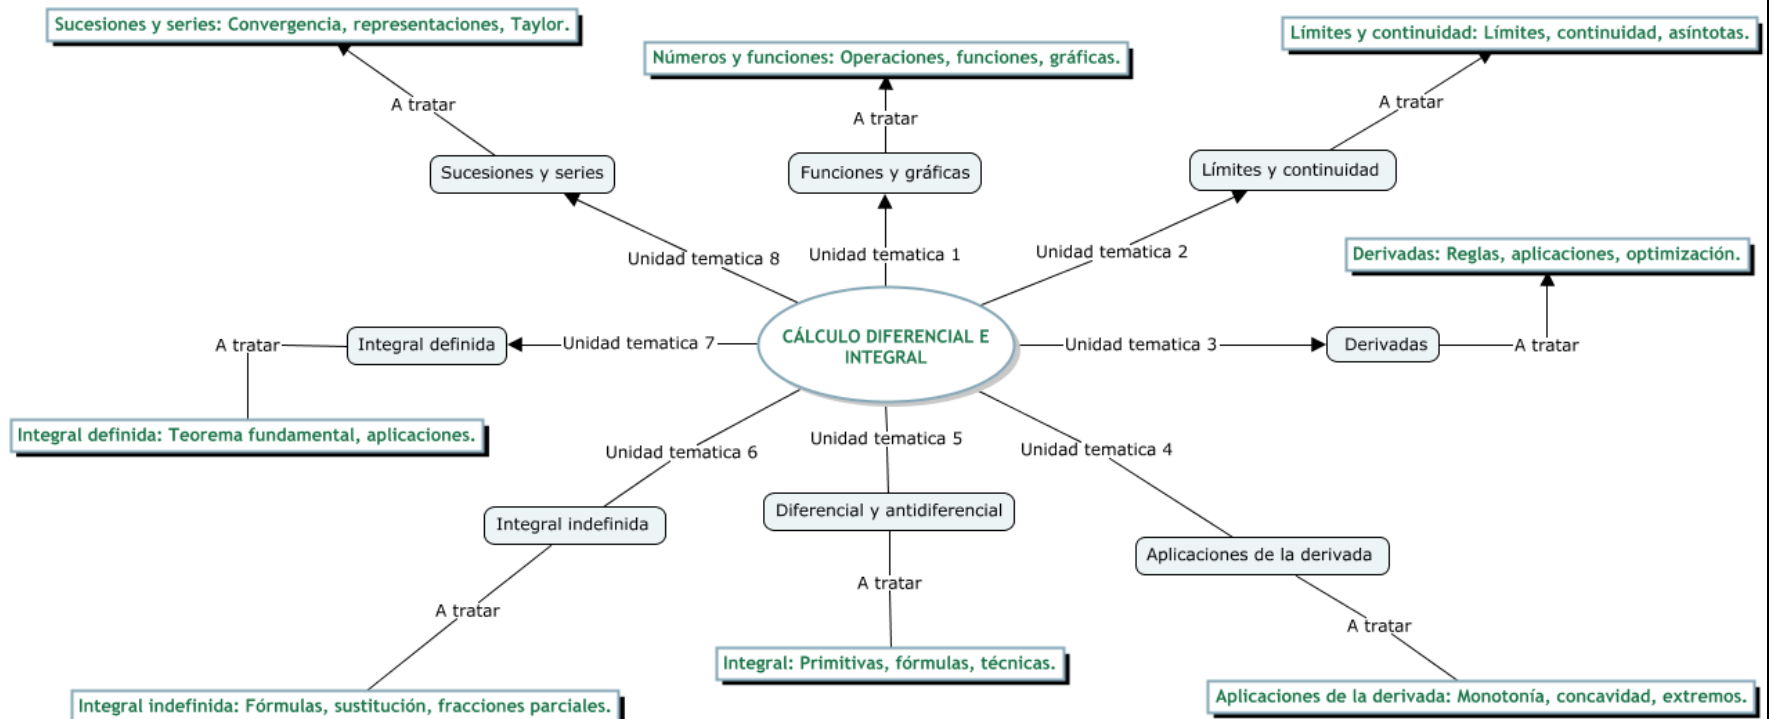 Sucesiones y series: Convergencia, representaciones, Taylor.
Números y funciones: Operaciones, funciones, gráficas.
Límites y continuidad: Límites, continuidad, asíntotas.
A tratar
A tratar
A tratar
Sucesiones y series
Funciones y gráficas
Límites y continuidad
Unidad tematica 8
Unidad tematica 1
Unidad tematica 2
Derivadas: Reglas, aplicaciones, optimización.
A tratar
Integral definida
Unidad tematica 7
CÁLCULO DIFERENCIAL E
INTEGRAL
Unidad tematica 3
Derivadas
A tratar
Integral definida: Teorema fundamental, aplicaciones.
Unidad tematica 6
Unidad tematica 5
Unidad tematica 4
Integral indefinida
Diferencial y antidiferencial
Aplicaciones de la derivada
A tratar
A tratar
A tratar
Integral indefinida: Fórmulas, sustitución, fracciones parciales.
Integral: Primitivas, fórmulas, técnicas.
Aplicaciones de la derivada: Monotonía, concavidad, extremos.